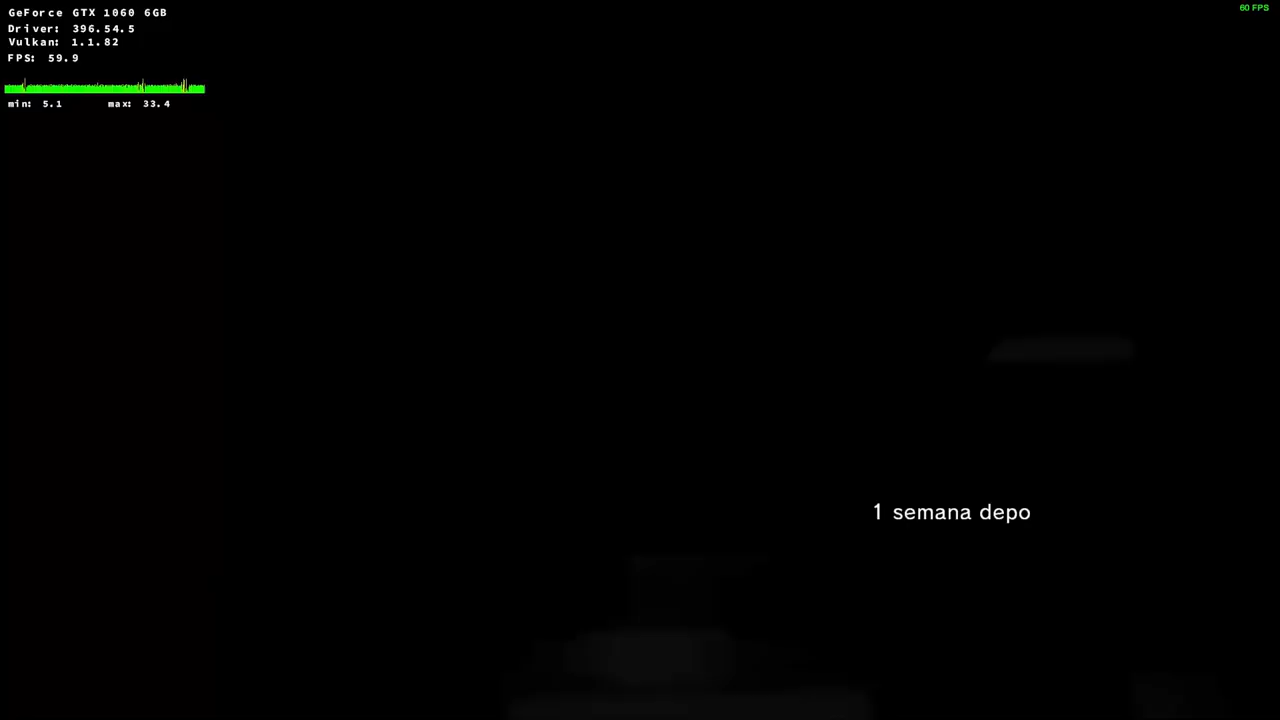 GeForce GTX 1060 6GB
Driver: 396.54.5
Vulkan: 1.1.82
FPS: 59.9
min: 5.1 max: 33.4
60 FPS
1 semana depo